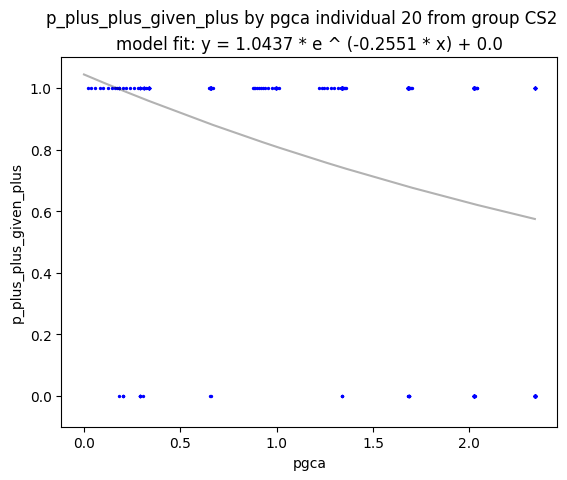 p_plus_plus_given_plus by pgca individual 20 from group CS2
model fit: y = 1.0437 * e ^ (-0.2551 * x) + 0.0
1.0
0.8
0.6
0.4
0.2
0.0
p_plus_plus_given_plus
0.0 0.5 1.0 1.5 2.0
pgca